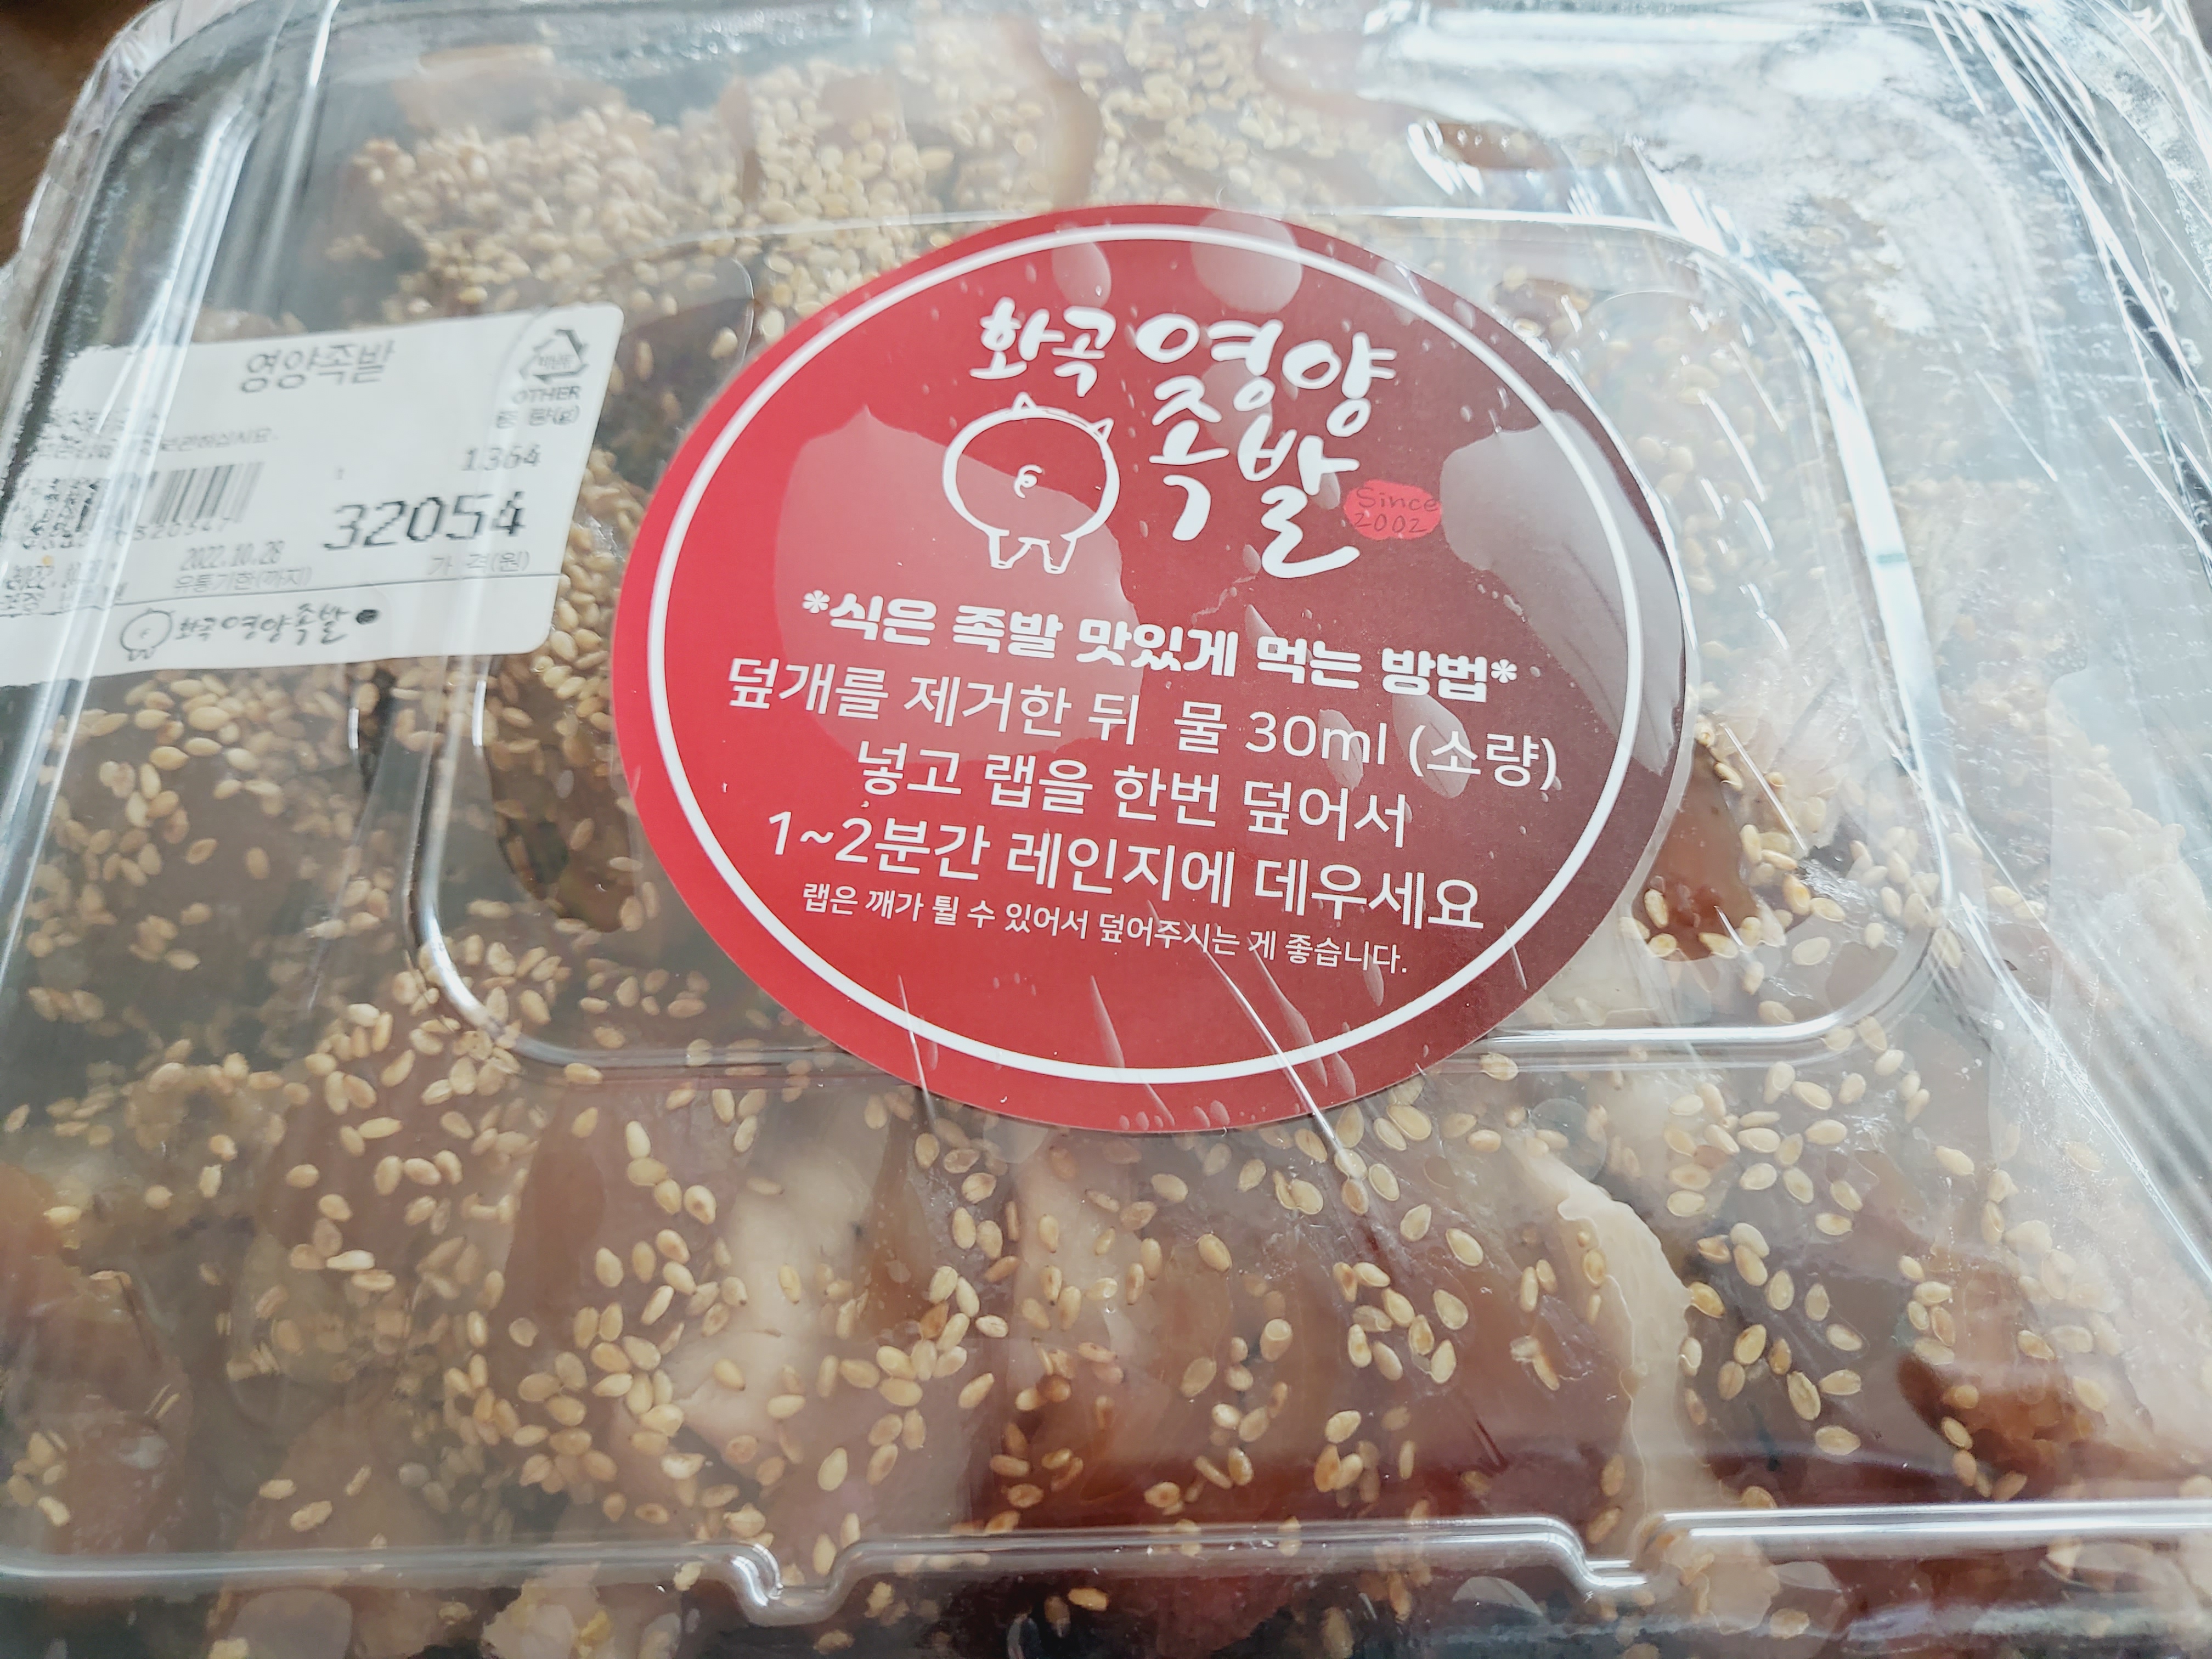 영양족발
OTHER
중 량(g)
1364
32054
2022.10.28
유통기한(까지)
가 격(원)
화곡영양족발
화곡영양
족발
Since
2002
*식은 족발 맛있게 먹는 방법*
덮개를 제거한 뒤 물 30ml (소량)
넣고 랩을 한번 덮어서
1~2분간 레인지에 데우세요
랩은 깨가 튈 수 있어서 덮어주시는 게 좋습니다.